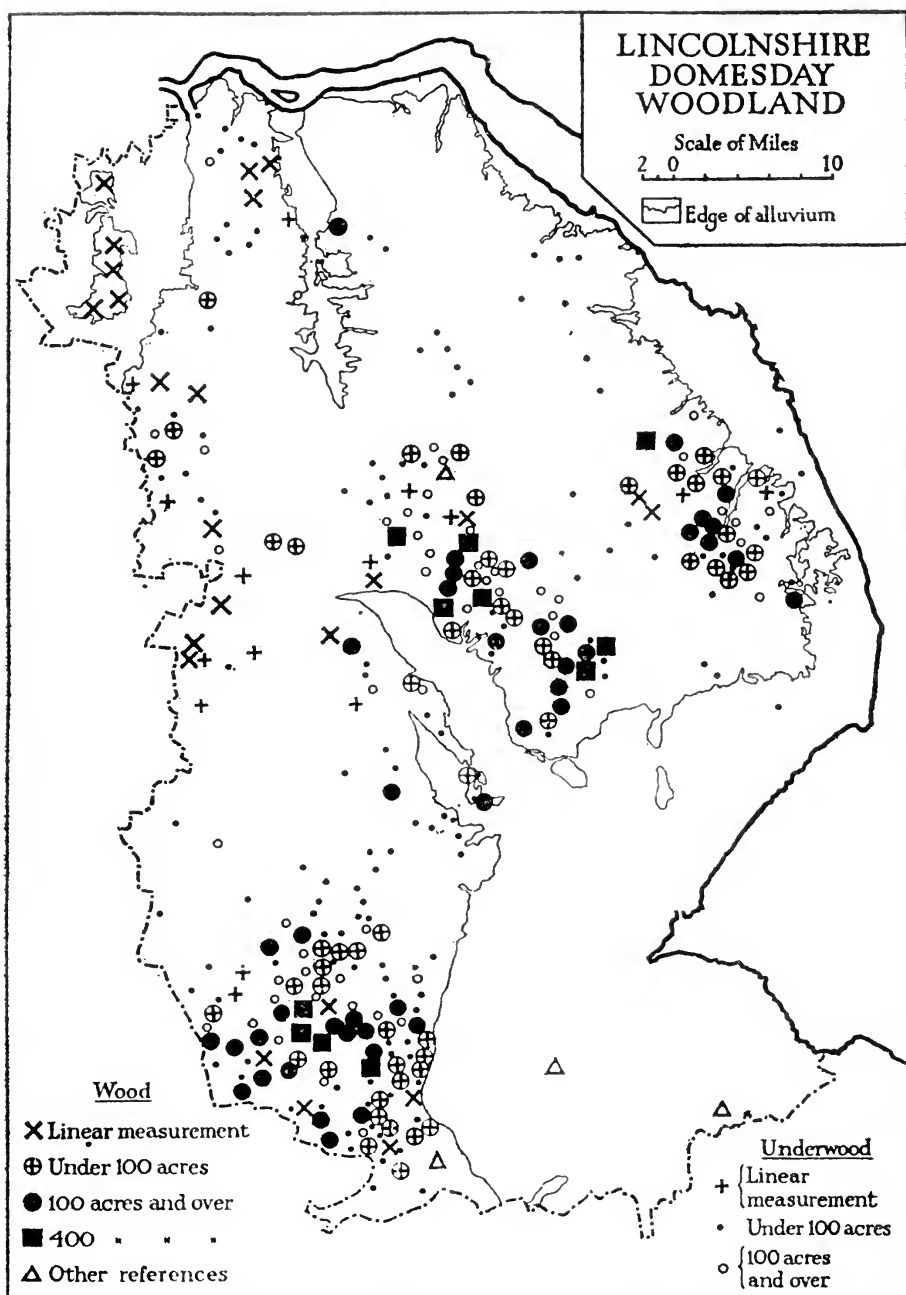 LINCOLNSHIRE
DOMESDAY
WOODLAND
Scale of Miles
2 0 10
Edge of alluvium
Wood
Linear measurement
Under 100 acres
100 acres and over
400 " " "
Other references
Underwood
Linear
measurement
Under 100 acres
100 acres
and over